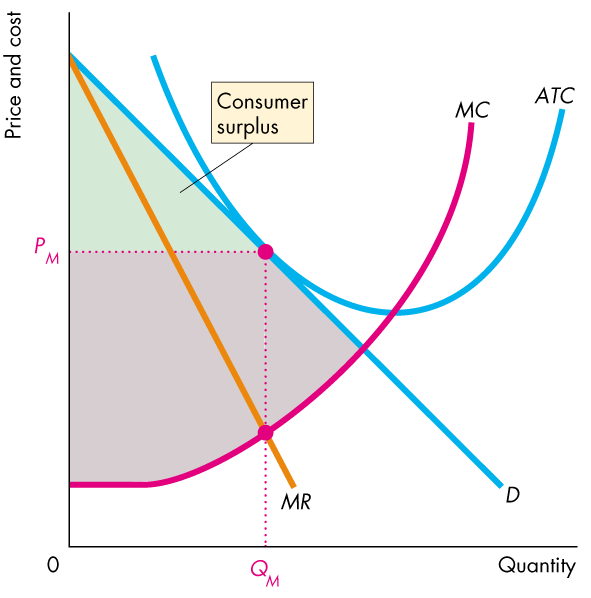 Price and cost
Consumer
surplus
MC
ATC
P_M
MR
D
0
Q_M
Quantity